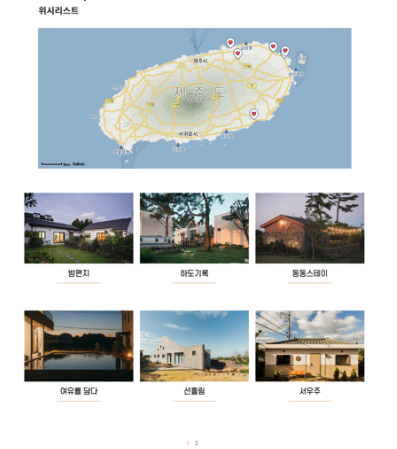 위시리스트
제주시
제주도
서귀포시
kakao
밤편지
하도기록
동동스테이
여유를 담다
선흘림
서우주
1 2